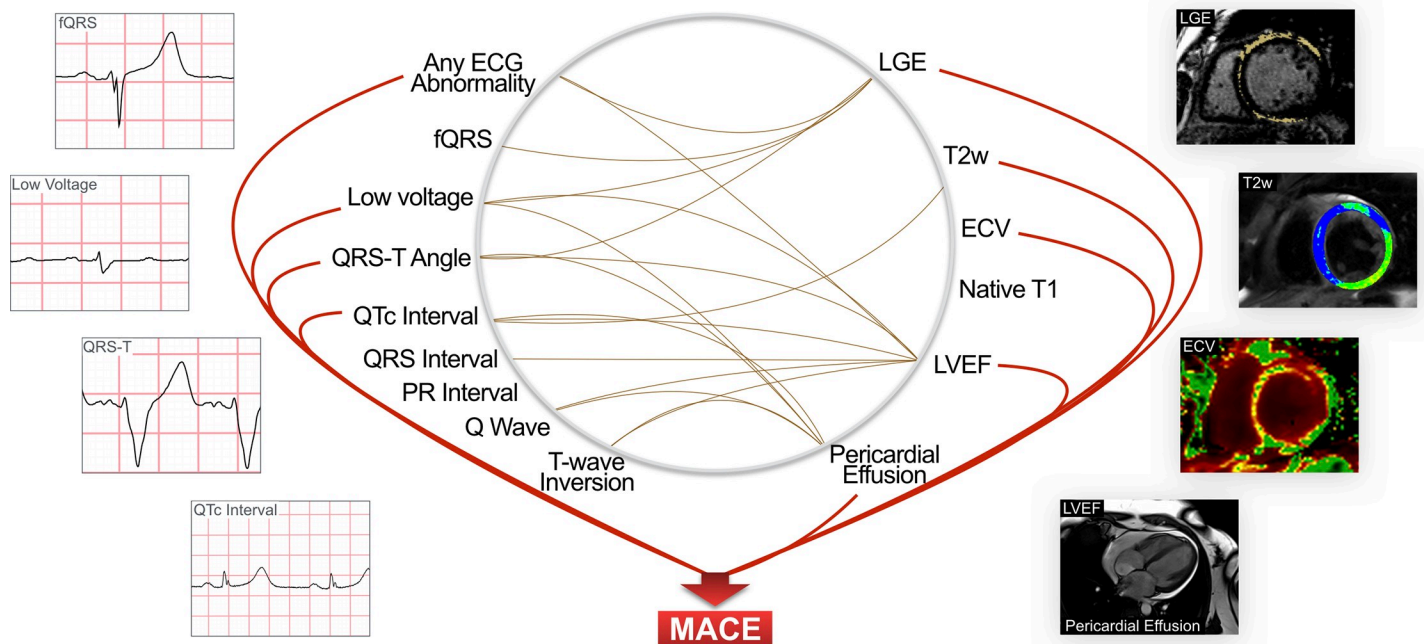 fQRS
Low Voltage
QRS-T
QTc Interval
Any ECG
Abnormality
fQRS
Low voltage
QRS-T Angle
QTc Interval
QRS Interval
PR Interval
Q Wave
T-wave
Inversion
LGE
T2w
ECV
Native T1
LVEF
Pericardial
Effusion
MACE
LGE
T2w
ECV
LVEF
Pericardial Effusion